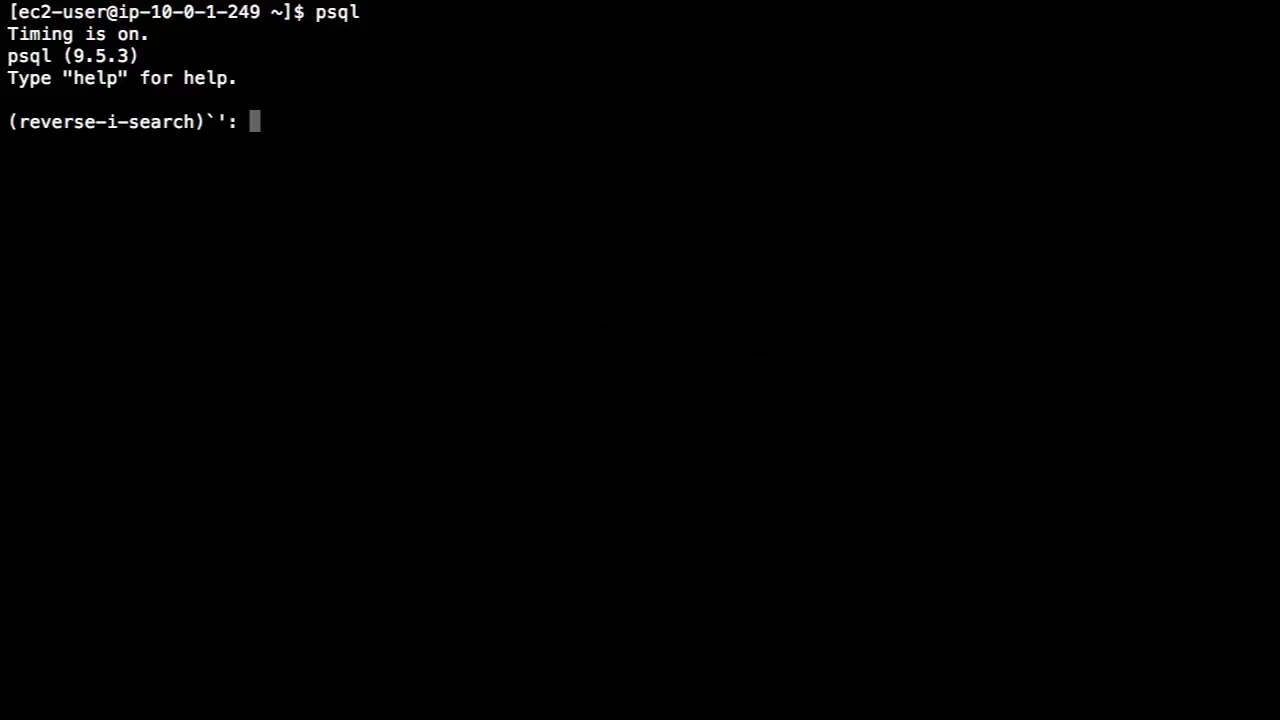 [ec2-user@ip-10-0-1-249 ~]$ psql
Timing is on.
psql (9.5.3)
Type "help" for help.
(reverse-i-search)`':